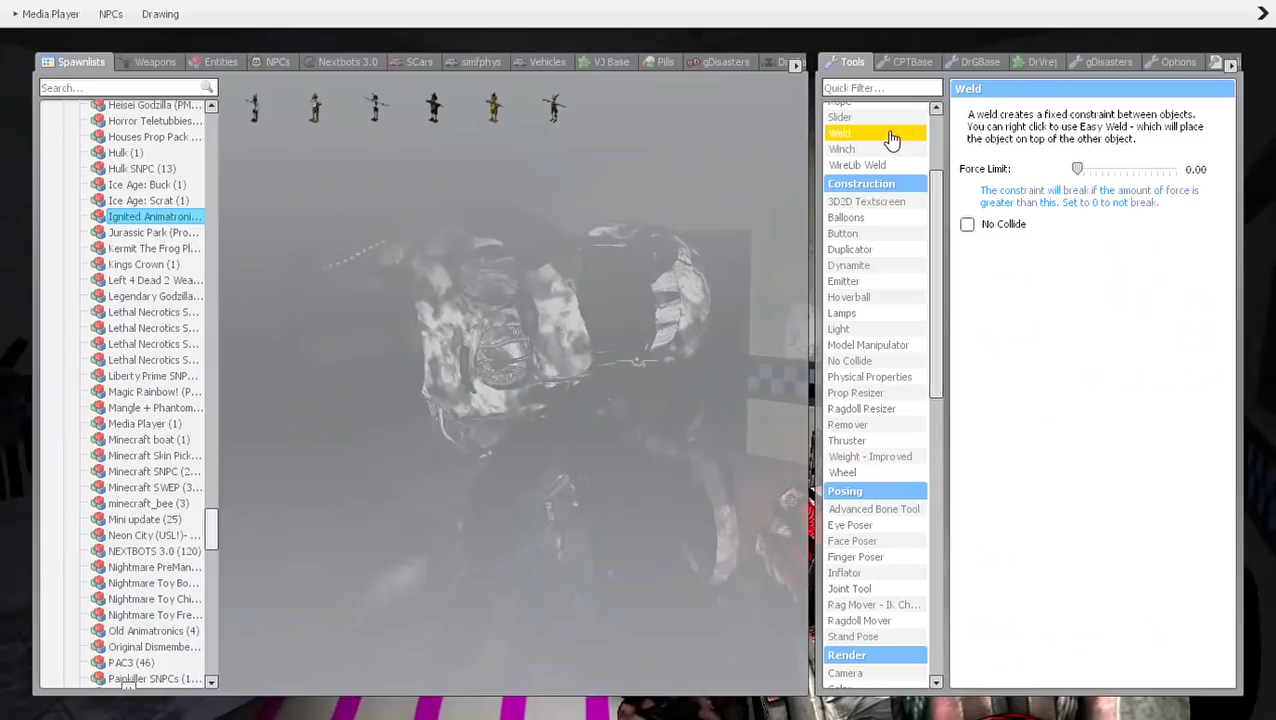 Media Player NPCs Drawing
Spawnlists Weapons Entities NPCs Nextbots 3.0 SCars simfphys Vehicles VJ Base Pills gDisasters
Search...
Heisei Godzilla (PM...
Horror Teletubbies...
Houses Prop Pack ...
Hulk (1)
Hulk SNPC (13)
Ice Age: Buck (1)
Ice Age: Scrat (1)
Ignited Animatroni...
Jurassic Park (Pro...
Kermit The Frog Pl...
Kings Crown (1)
Left 4 Dead 2 Wea...
Legendary Godzilla...
Lethal Necrotics S...
Lethal Necrotics S...
Lethal Necrotics S...
Lethal Necrotics S...
Liberty Prime SNP...
Magic Rainbow! (P...
Mangle + Phantom...
Media Player (1)
Minecraft boat (1)
Minecraft Skin Pick...
Minecraft SNPC (2...
Minecraft SWEP (3...
minecraft_bee (3)
Mini update (25)
Neon City (USL!)- ...
NEXTBOTS 3.0 (120)
Nightmare PreMan...
Nightmare Toy Bo...
Nightmare Toy Chi...
Nightmare Toy Fre...
Old Animatronics (4)
Original Dismembe...
PAC3 (46)
Painkiller SNPCs (1...
Tools CPTBase DrGBase DrVrej gDisasters Options
Quick Filter...
Rope
Slider
Weld
Winch
WireLib Weld
Construction
3D2D Textscreen
Balloons
Button
Duplicator
Dynamite
Emitter
Hoverball
Lamps
Light
Model Manipulator
No Collide
Physical Properties
Prop Resizer
Ragdoll Resizer
Remover
Thruster
Weight - Improved
Wheel
Posing
Advanced Bone Tool
Eye Poser
Face Poser
Finger Poser
Inflator
Joint Tool
Rag Mover - IK Ch...
Ragdoll Mover
Stand Pose
Render
Camera
Weld
A weld creates a fixed constraint between objects.
You can right click to use Easy Weld - which will place
the object on top of the other object.
Force Limit: 0.00
The constraint will break if the amount of force is
greater than this. Set to 0 to not break.
No Collide